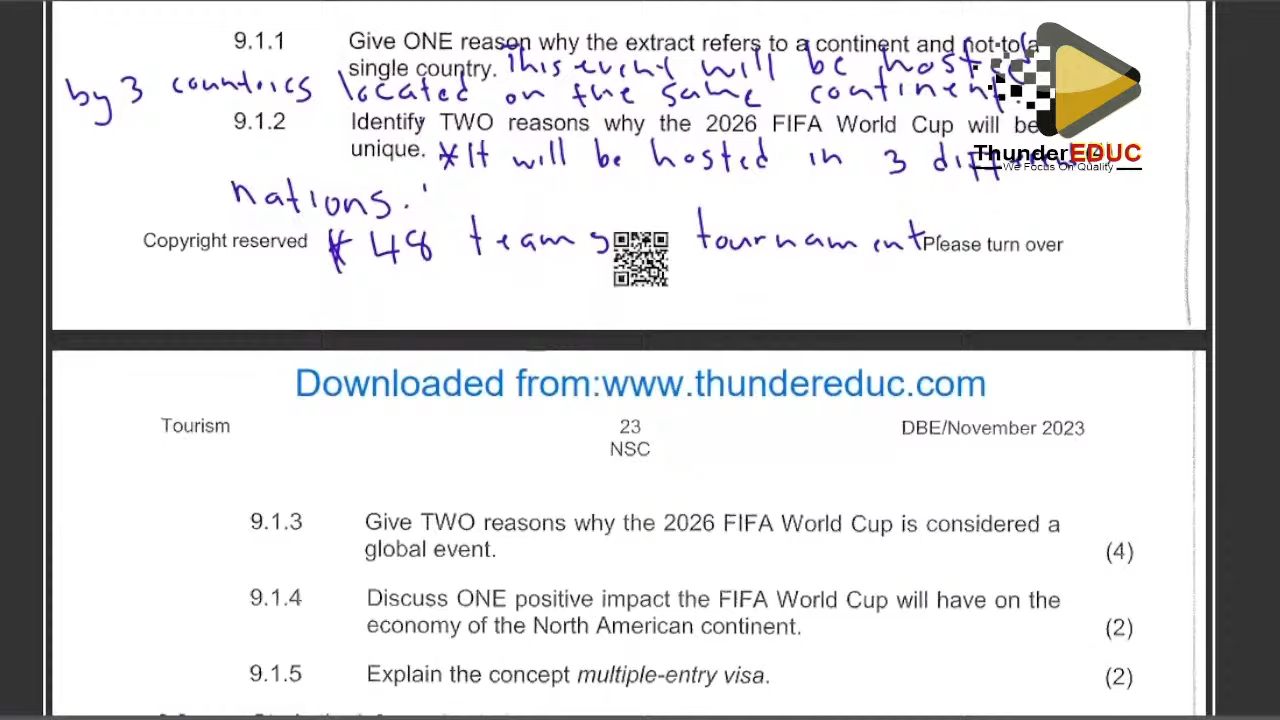 9.1.1 Give ONE reason why the extract refers to a continent and not to a
single country. This event will be hosted
by 3 countries located on the same continent.
9.1.2 Identify TWO reasons why the 2026 FIFA World Cup will be
unique. *It will be hosted in 3
nations.
ThunderEDUC
We Focus On Quality
Copyright reserved * 48 teams tournament Please turn over
Downloaded from:www.thundereduc.com
Tourism 23 DBE/November 2023
NSC
9.1.3 Give TWO reasons why the 2026 FIFA World Cup is considered a
global event. (4)
9.1.4 Discuss ONE positive impact the FIFA World Cup will have on the
economy of the North American continent. (2)
9.1.5 Explain the concept multiple-entry visa. (2)